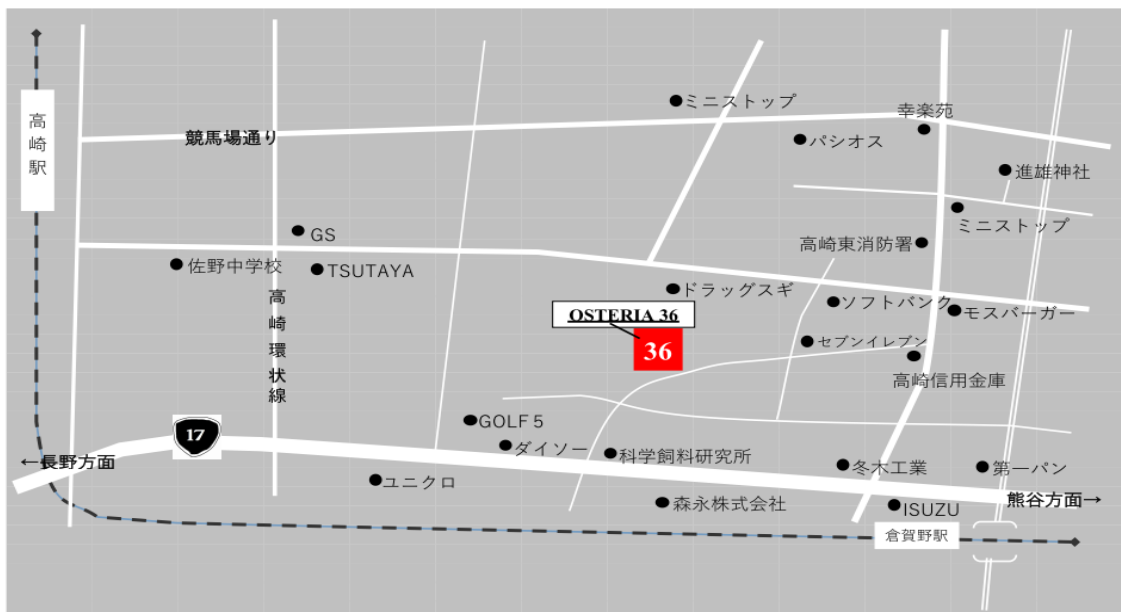 高崎駅
競馬場通り
ミニストップ
幸楽苑
パシオス
進雄神社
ミニストップ
高崎東消防署
GS
佐野中学校
TSUTAYA
高崎環状線
ドラッグスギ
ソフトバンク
モスバーガー
OSTERIA 36
36
セブンイレブン
高崎信用金庫
GOLF5
17
ダイソー
科学飼料研究所
←長野方面
ユニクロ
冬木工業
第一パン
森永株式会社
ISUZU
熊谷方面→
倉賀野駅